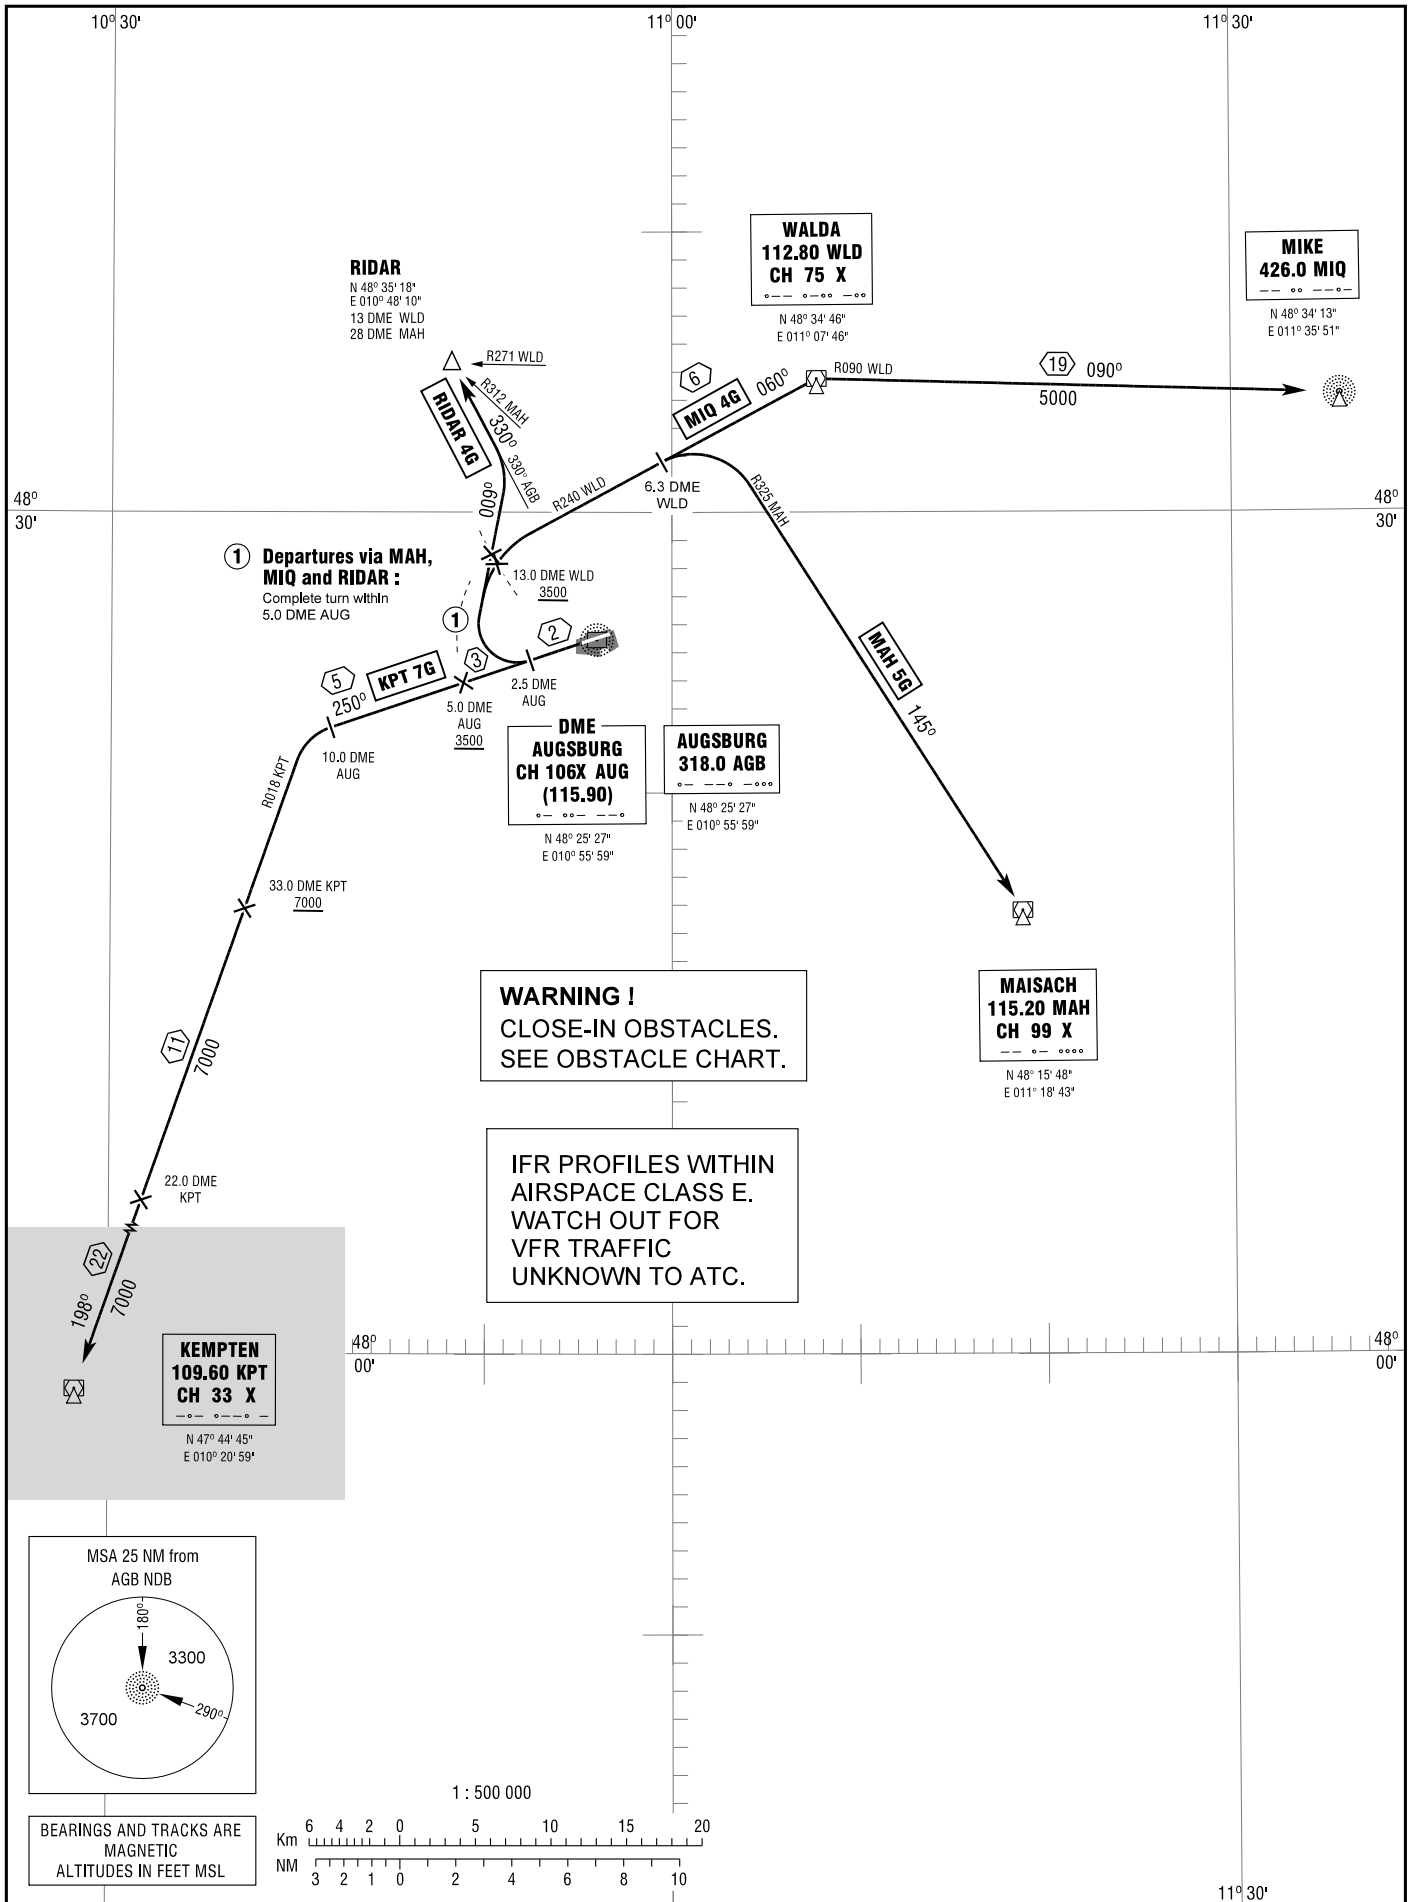 10° 30'
11° 00'
11° 30'
WALDA
112.80 WLD
CH 75 X
N 48° 34' 46"
E 011° 07' 46"
MIKE
426.0 MIQ
N 48° 34' 13"
E 011° 35' 51"
RIDAR
N 48° 35' 18"
E 010° 48' 10"
13 DME WLD
28 DME MAH
R271 WLD
R312 MAH
RIDAR 4G
330°
330° AGB
009°
6
MIQ 4G
060°
R090 WLD
19
090°
5000
R240 WLD
6.3 DME
WLD
R325 MAH
48°
30'
48°
30'
1 Departures via MAH,
MIQ and RIDAR :
Complete turn within
5.0 DME AUG
13.0 DME WLD
3500
1
2
3
2.5 DME
AUG
5
250°
KPT 7G
5.0 DME
AUG
3500
10.0 DME
AUG
MAH 5G
145°
DME
AUGSBURG
CH 106X AUG
(115.90)
N 48° 25' 27"
E 010° 55' 59"
AUGSBURG
318.0 AGB
N 48° 25' 27"
E 010° 55' 59"
R018 KPT
33.0 DME KPT
7000
MAISACH
115.20 MAH
CH 99 X
N 48° 15' 48"
E 011° 18' 43"
WARNING !
CLOSE-IN OBSTACLES.
SEE OBSTACLE CHART.
11
7000
IFR PROFILES WITHIN
AIRSPACE CLASS E.
WATCH OUT FOR
VFR TRAFFIC
UNKNOWN TO ATC.
22.0 DME
KPT
22
7000
198°
KEMPTEN
109.60 KPT
CH 33 X
N 47° 44' 45"
E 010° 20' 59"
48°
00'
48°
00'
MSA 25 NM from
AGB NDB
180°
3300
290°
3700
1 : 500 000
BEARINGS AND TRACKS ARE
MAGNETIC
ALTITUDES IN FEET MSL
Km 6 4 2 0 5 10 15 20
NM 3 2 1 0 2 4 6 8 10
11° 30'